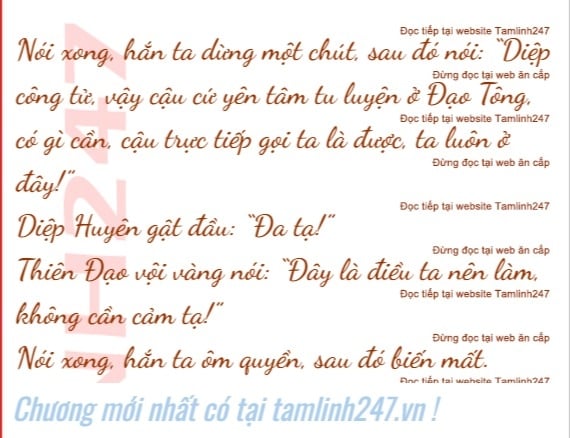 Đọc tiếp tại website Tamlinh247
Nói xong, hắn ta dừng một chút, sau đó nói: “Diệp
Đừng đọc tại web ăn cắp
công tử, vậy cậu cứ yên tâm tu luyện ở Đạo Tông,
Đọc tiếp tại website Tamlinh247
có gì cần, cậu trực tiếp gọi ta là được, ta luôn ở
Đừng đọc tại web ăn cắp
đây!”
Đọc tiếp tại website Tamlinh247
Diệp Huyên gật đầu: “Đa tạ!”
Đừng đọc tại web ăn cắp
Thiên Đạo vội vàng nói: “Đây là điều ta nên làm,
Đọc tiếp tại website Tamlinh247
không cần cảm tạ!”
Đừng đọc tại web ăn cắp
Nói xong, hắn ta ôm quyền, sau đó biến mất.
Đọc tiếp tại website Tamlinh247
NH247
Chương mới nhất có tại tamlinh247.vn !